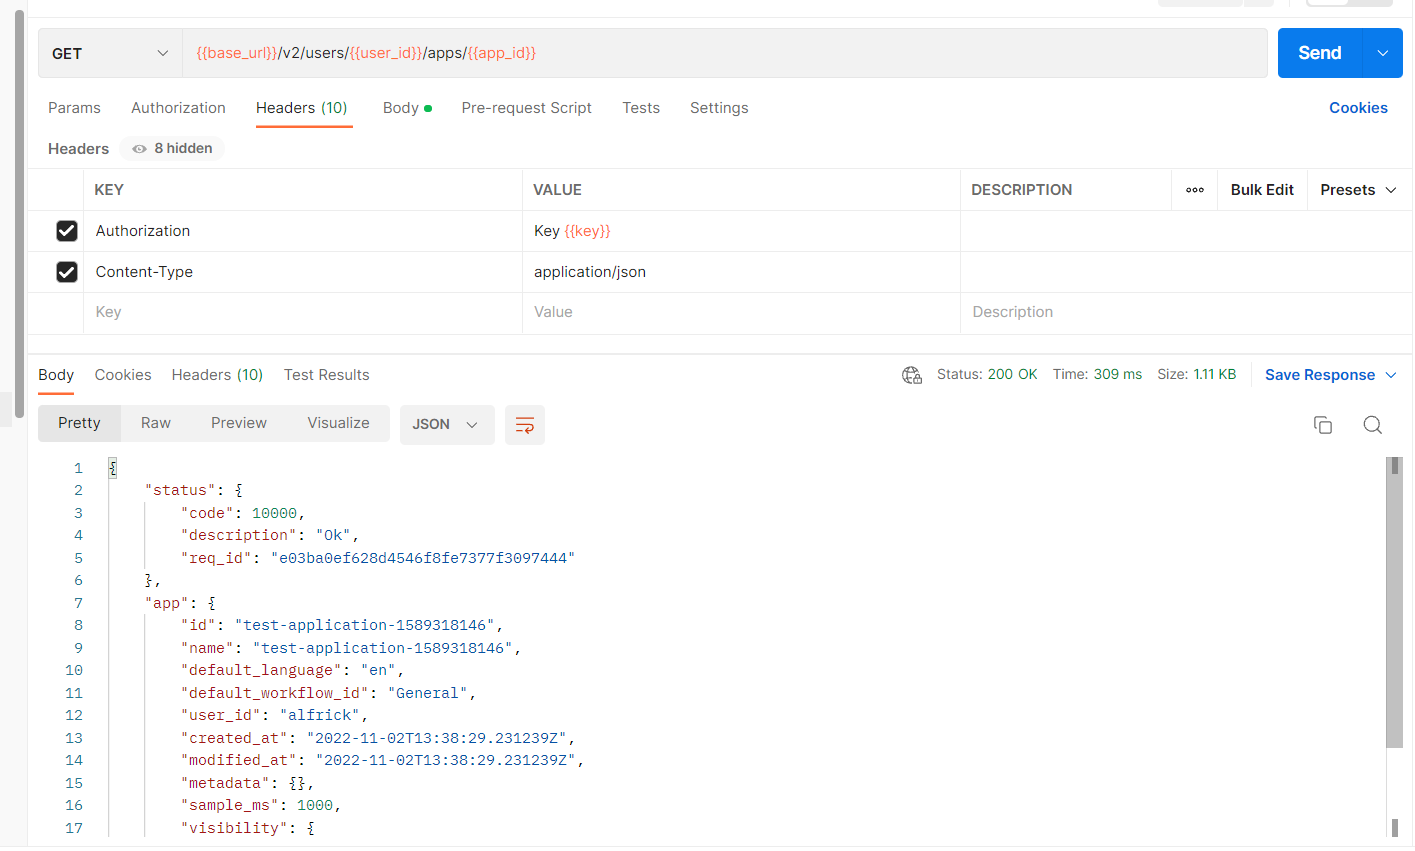 GET {{base_url}}/v2/users/{{user_id}}/apps/{{app_id}} Send
Params Authorization Headers (10) Body Pre-request Script Tests Settings Cookies
Headers 8 hidden
KEY VALUE DESCRIPTION ooo Bulk Edit Presets
Authorization Key {{key}}
Content-Type application/json
Key Value Description
Body Cookies Headers (10) Test Results Status: 200 OK Time: 309 ms Size: 1.11 KB Save Response
Pretty Raw Preview Visualize JSON
1 {
2 "status": {
3 "code": 10000,
4 "description": "Ok",
5 "req_id": "e03ba0ef628d4546f8fe7377f3097444"
6 },
7 "app": {
8 "id": "test-application-1589318146",
9 "name": "test-application-1589318146",
10 "default_language": "en",
11 "default_workflow_id": "General",
12 "user_id": "alfrick",
13 "created_at": "2022-11-02T13:38:29.231239Z",
14 "modified_at": "2022-11-02T13:38:29.231239Z",
15 "metadata": {},
16 "sample_ms": 1000,
17 "visibility": {